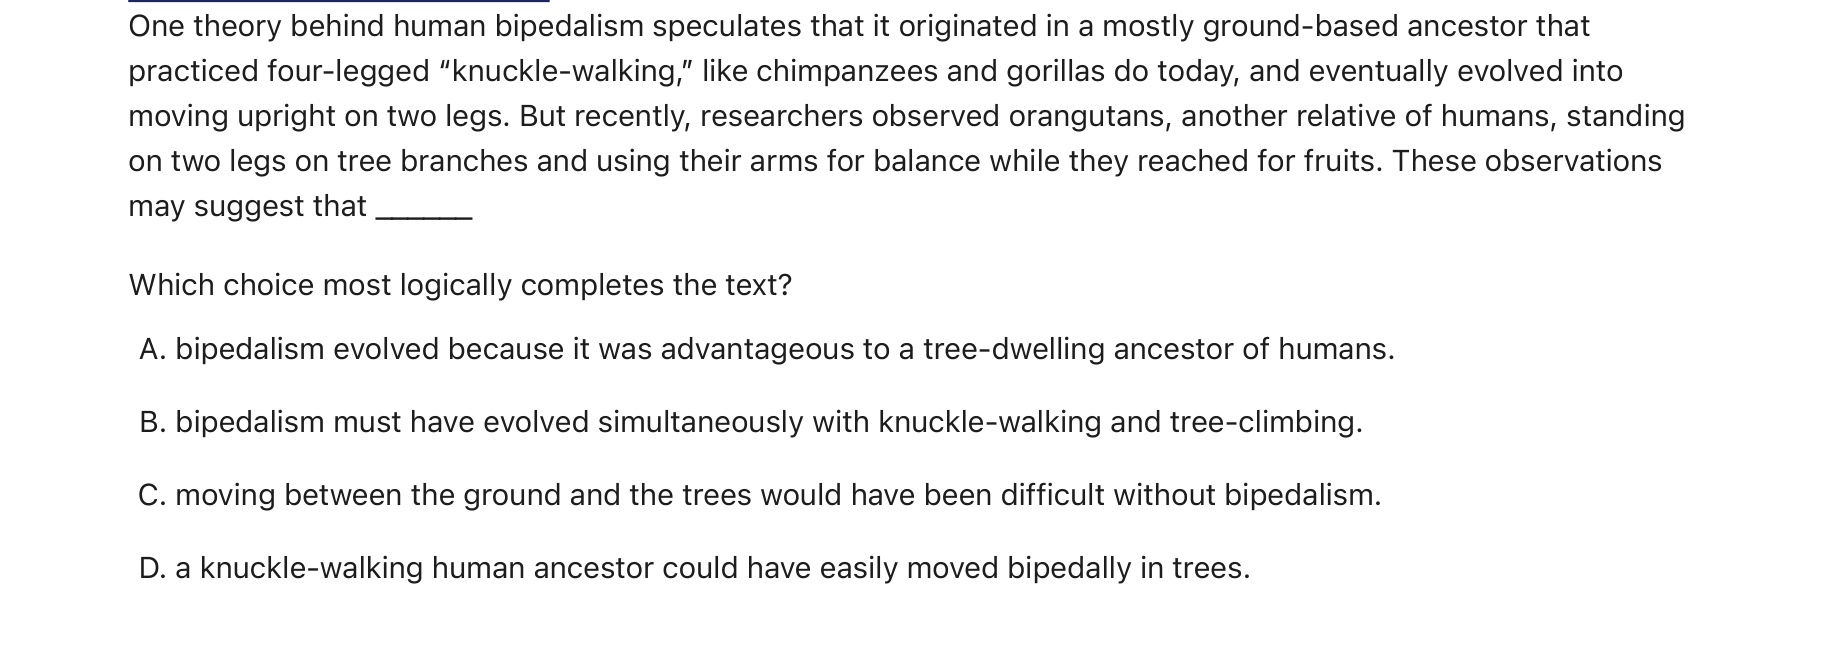 One theory behind human bipedalism speculates that it originated in a mostly ground-based ancestor that
practiced four-legged “knuckle-walking,” like chimpanzees and gorillas do today, and eventually evolved into
moving upright on two legs. But recently, researchers observed orangutans, another relative of humans, standing
on two legs on tree branches and using their arms for balance while they reached for fruits. These observations
may suggest that ______
Which choice most logically completes the text?
A. bipedalism evolved because it was advantageous to a tree-dwelling ancestor of humans.
B. bipedalism must have evolved simultaneously with knuckle-walking and tree-climbing.
C. moving between the ground and the trees would have been difficult without bipedalism.
D. a knuckle-walking human ancestor could have easily moved bipedally in trees.